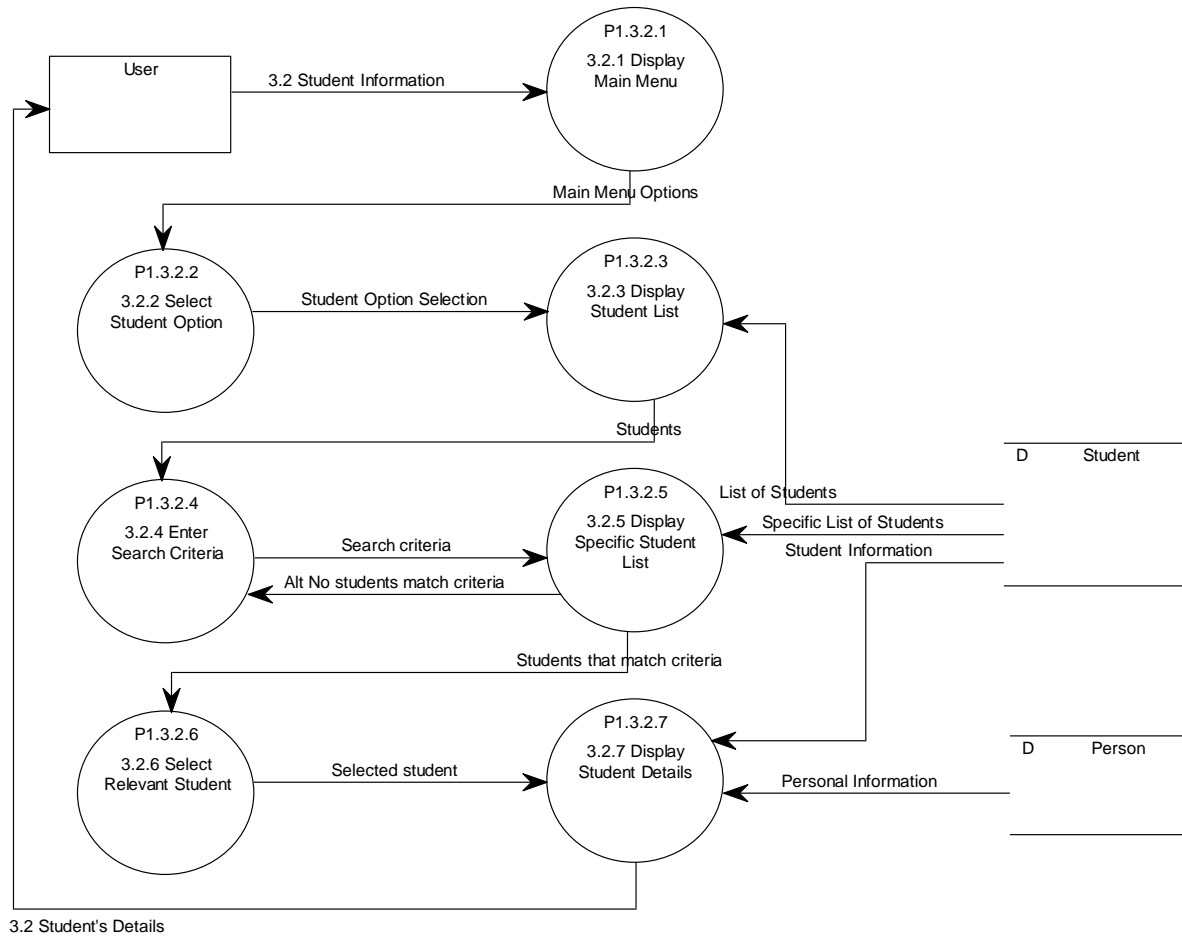 User
3.2 Student Information
P1.3.2.1
3.2.1 Display
Main Menu
Main Menu Options
P1.3.2.2
3.2.2 Select
Student Option
Student Option Selection
P1.3.2.3
3.2.3 Display
Student List
Students
D Student
List of Students
Specific List of Students
Student Information
P1.3.2.4
3.2.4 Enter
Search Criteria
Search criteria
Alt No students match criteria
P1.3.2.5
3.2.5 Display
Specific Student
List
Students that match criteria
P1.3.2.6
3.2.6 Select
Relevant Student
Selected student
P1.3.2.7
3.2.7 Display
Student Details
D Person
Personal Information
3.2 Student's Details